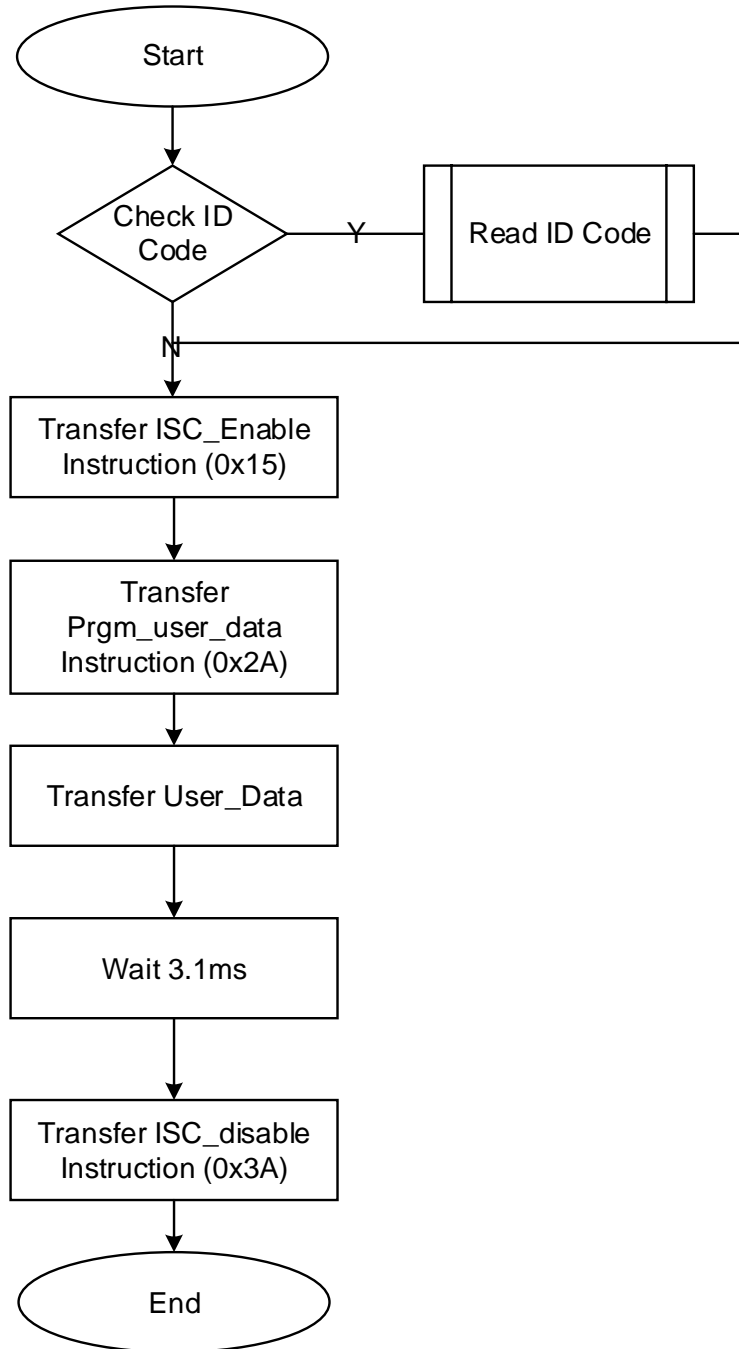 Start
Check ID
Code
Y
Read ID Code
N
Transfer ISC_Enable
Instruction (0x15)
Transfer
Prgm_user_data
Instruction (0x2A)
Transfer User_Data
Wait 3.1ms
Transfer ISC_disable
Instruction (0x3A)
End